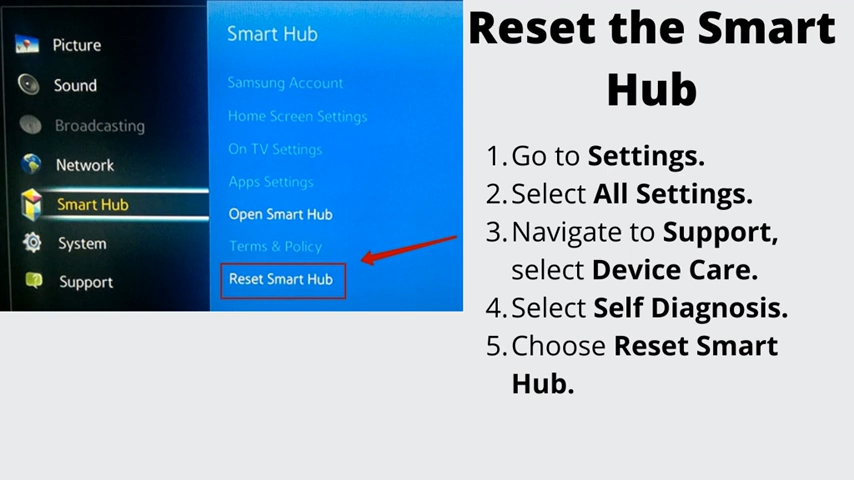 Picture
Sound
Broadcasting
Network
Smart Hub
System
Support
Smart Hub
Samsung Account
Home Screen Settings
On TV Settings
Apps Settings
Open Smart Hub
Terms & Policy
Reset Smart Hub
Reset the Smart
Hub
1. Go to Settings.
2. Select All Settings.
3. Navigate to Support,
select Device Care.
4. Select Self Diagnosis.
5. Choose Reset Smart
Hub.